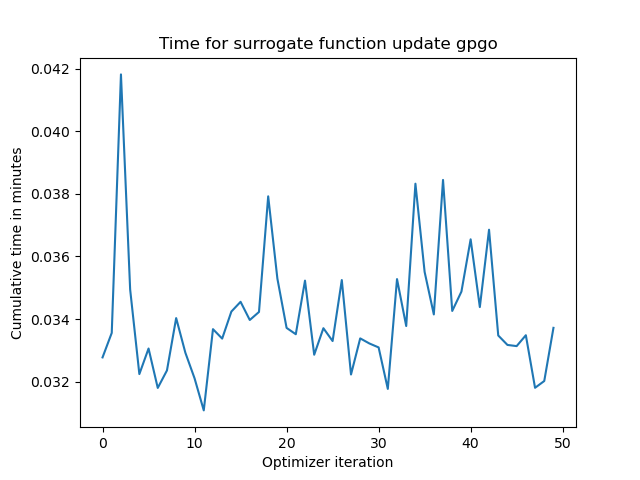 Time for surrogate function update gpgo
Cumulative time in minutes
0.042
0.040
0.038
0.036
0.034
0.032
0 10 20 30 40 50
Optimizer iteration